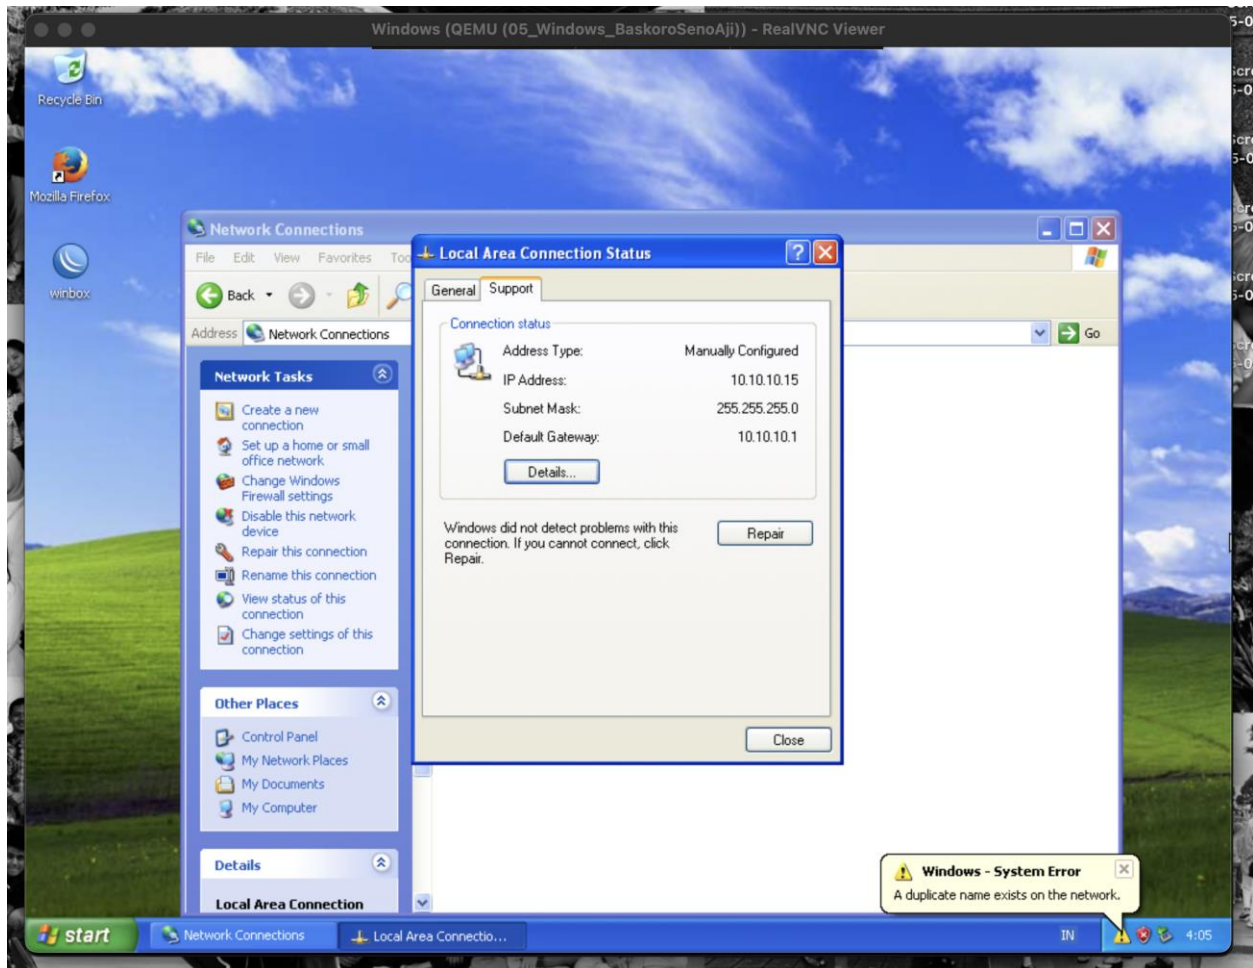 Windows (QEMU (05_Windows_BaskoroSenoAji)) - RealVNC Viewer
Recycle Bin
Mozilla Firefox
winbox
Network Connections
File Edit View Favorites
Back
Address Network Connections
Go
Network Tasks
Create a new
connection
Set up a home or small
office network
Change Windows
Firewall settings
Disable this network
device
Repair this connection
Rename this connection
View status of this
connection
Change settings of this
connection
Other Places
Control Panel
My Network Places
My Documents
My Computer
Details
Local Area Connection
Local Area Connection Status
General Support
Connection status
Address Type: Manually Configured
IP Address: 10.10.10.15
Subnet Mask: 255.255.255.0
Default Gateway: 10.10.10.1
Details...
Windows did not detect problems with this
connection. If you cannot connect, click
Repair.
Repair
Close
Windows - System Error
A duplicate name exists on the network.
start Network Connections Local Area Connectio... IN 4:05